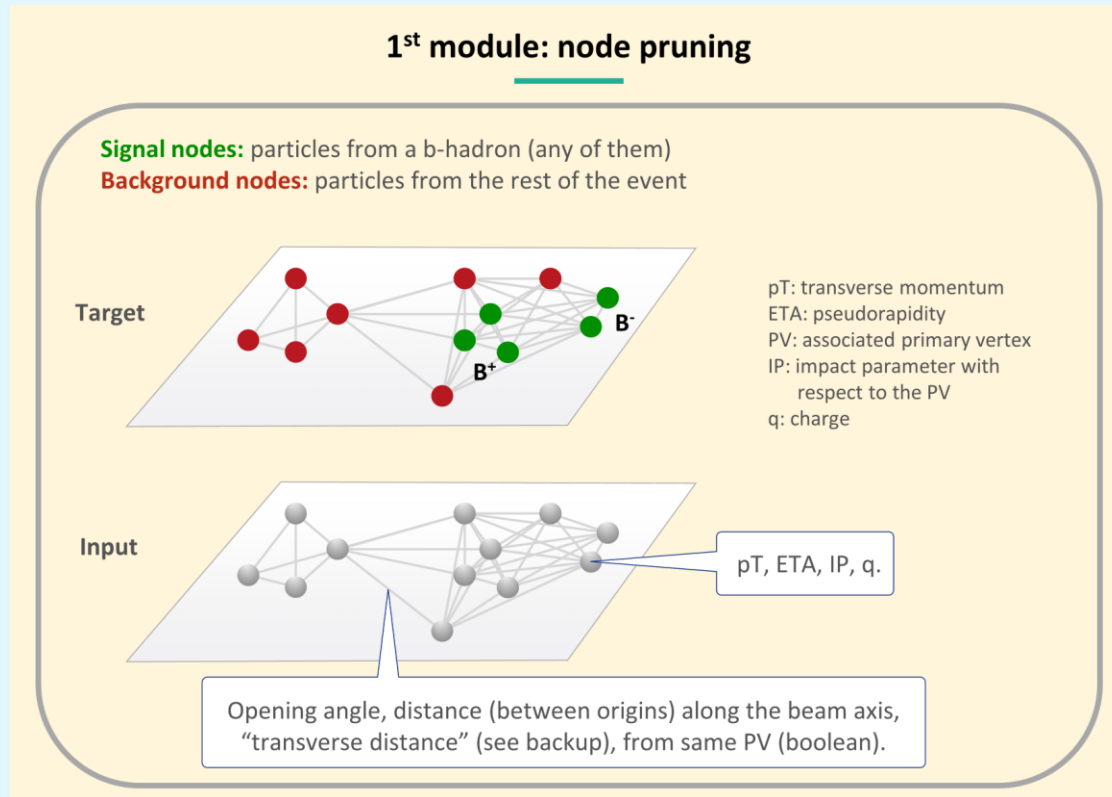 1st module: node pruning
Signal nodes: particles from a b-hadron (any of them)
Background nodes: particles from the rest of the event
Target
B-
B+
pT: transverse momentum
ETA: pseudorapidity
PV: associated primary vertex
IP: impact parameter with
respect to the PV
q: charge
Input
pT, ETA, IP, q.
Opening angle, distance (between origins) along the beam axis,
“transverse distance” (see backup), from same PV (boolean).